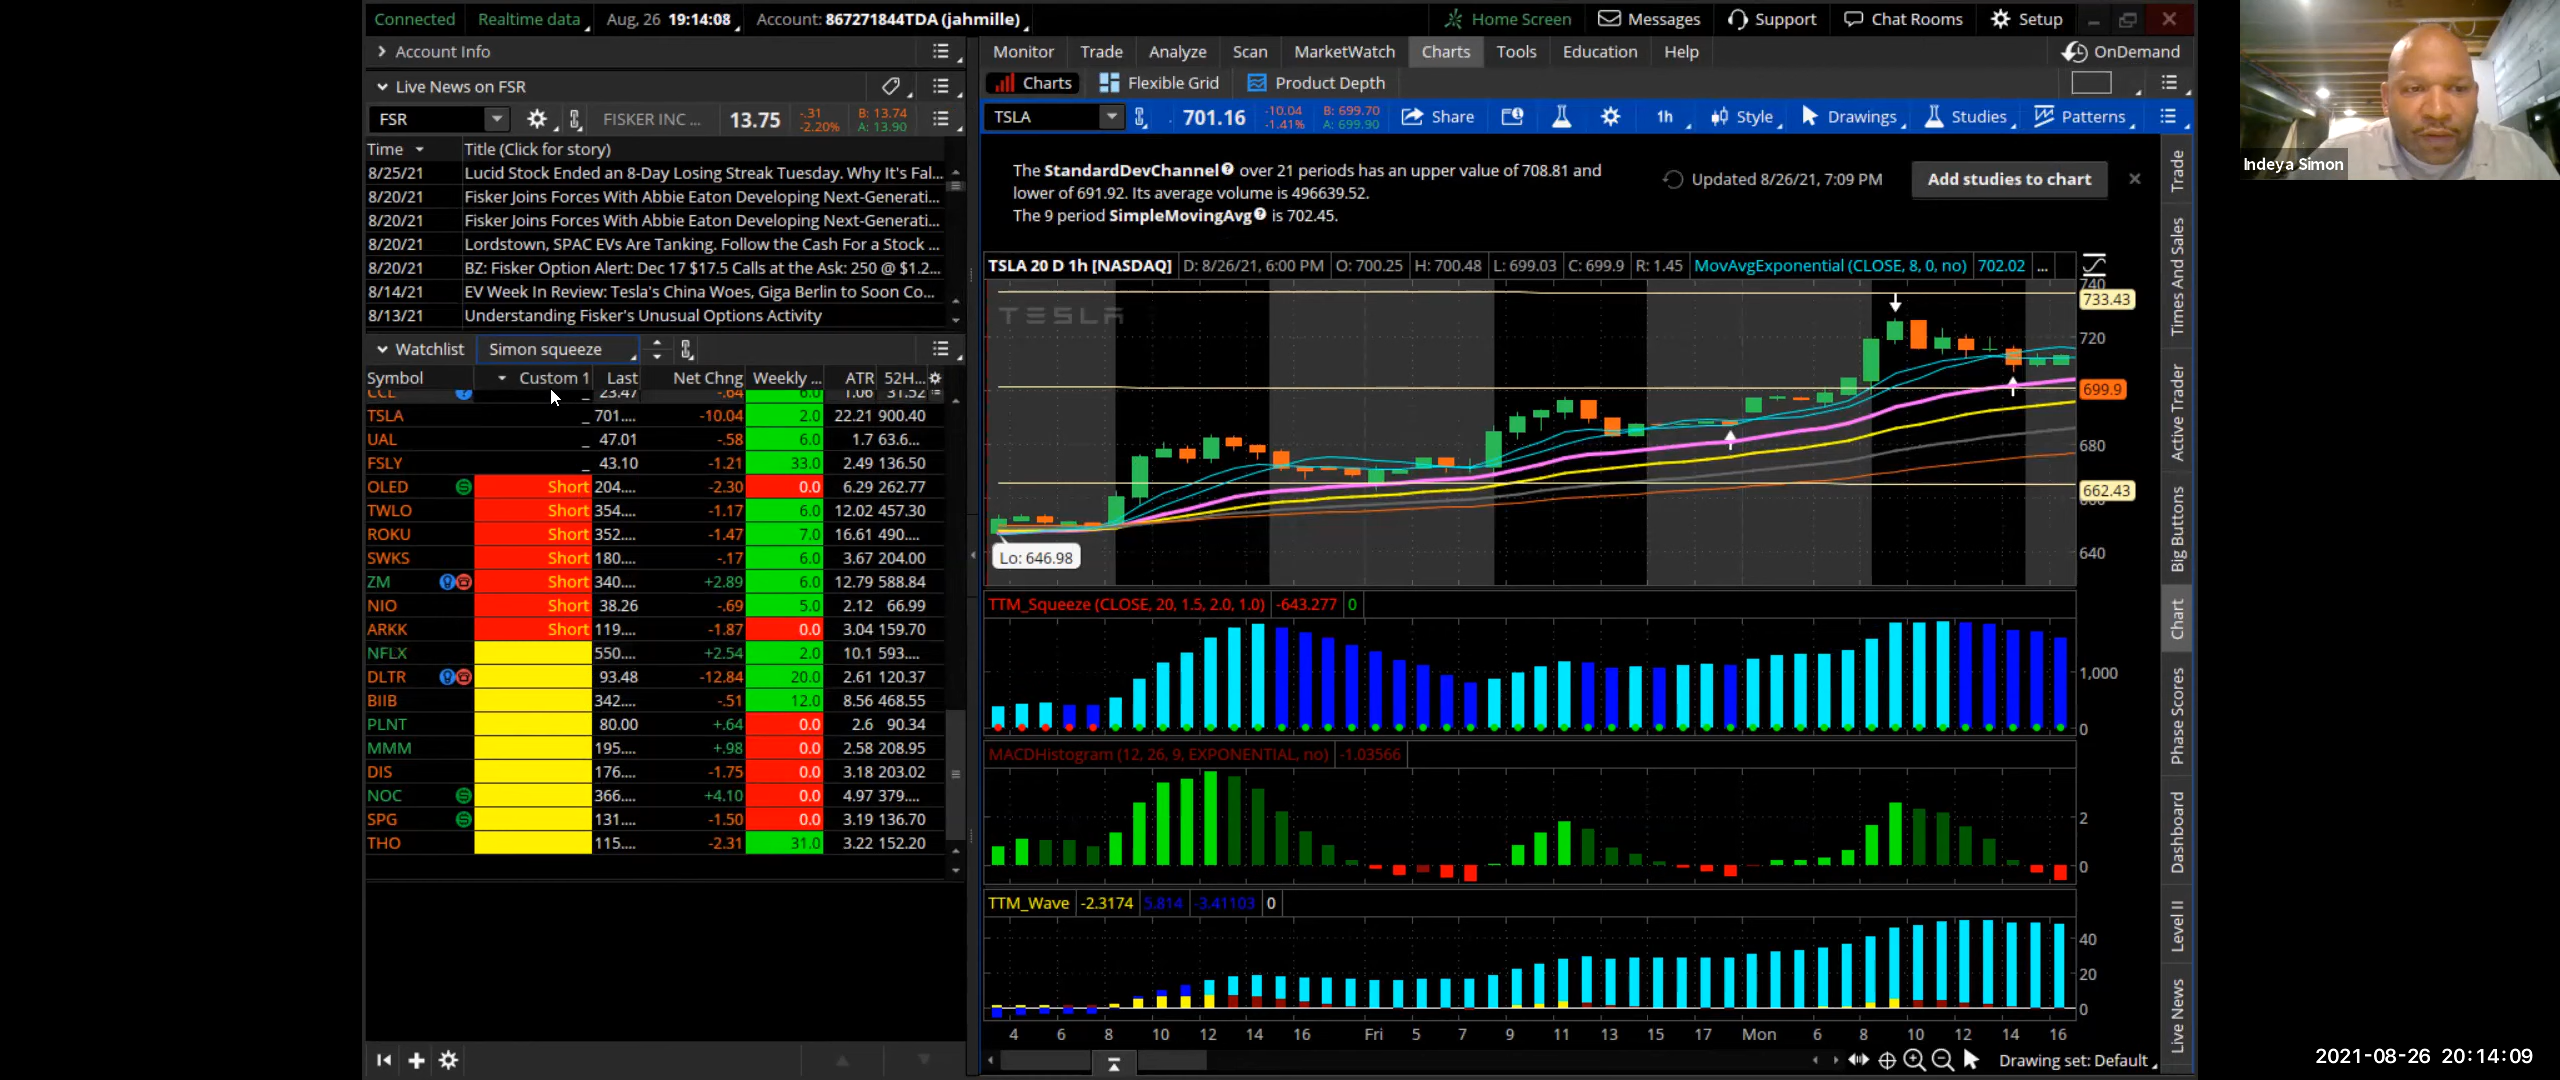 Connected Realtime data Aug, 26 19:14:08 Account: 867271844TDA (jahmille) Home Screen Messages Support Chat Rooms Setup
Account Info
Monitor Trade Analyze Scan MarketWatch Charts Tools Education Help OnDemand
Live News on FSR
Charts Flexible Grid Product Depth
FSR FISKER INC ... 13.75 -.31 -2.20% B: 13.74 A: 13.90
TSLA 701.16 -10.04 -1.41% B: 699.70 A: 699.90 Share 1h Style Drawings Studies Patterns
Time Title (Click for story)
8/25/21 Lucid Stock Ended an 8-Day Losing Streak Tuesday. Why It's Fal...
8/20/21 Fisker Joins Forces With Abbie Eaton Developing Next-Generati...
8/20/21 Fisker Joins Forces With Abbie Eaton Developing Next-Generati...
8/20/21 Lordstown, SPAC EVs Are Tanking. Follow the Cash For a Stock ...
8/20/21 BZ: Fisker Option Alert: Dec 17 $17.5 Calls at the Ask: 250 @ $1.2...
8/14/21 EV Week In Review: Tesla's China Woes, Giga Berlin to Soon Co...
8/13/21 Understanding Fisker's Unusual Options Activity
Watchlist Simon squeeze
Symbol Custom 1 Last Net Chng Weekly ... ATR 52H...
CCL _ 23.47 -.64 6.0 1.06 31.52
TSLA _ 701.... -10.04 2.0 22.21 900.40
UAL _ 47.01 -.58 6.0 1.7 63.6...
FSLY _ 43.10 -1.21 33.0 2.49 136.50
OLED Short 204.... -2.30 0.0 6.29 262.77
TWLO Short 354.... -1.17 6.0 12.02 457.30
ROKU Short 352.... -1.47 7.0 16.61 490....
SWKS Short 180.... -.17 6.0 3.67 204.00
ZM Short 340.... +2.89 6.0 12.79 588.84
NIO Short 38.26 -.69 5.0 2.12 66.99
ARKK Short 119.... -1.87 0.0 3.04 159.70
NFLX 550.... +2.54 2.0 10.1 593....
DLTR 93.48 -12.84 20.0 2.61 120.37
BIIB 342.... -.51 12.0 8.56 468.55
PLNT 80.00 +.64 0.0 2.6 90.34
MMM 195.... +.98 0.0 2.58 208.95
DIS 176.... -1.75 0.0 3.18 203.02
NOC 366.... +4.10 0.0 4.97 379....
SPG 131.... -1.50 0.0 3.19 136.70
THO 115.... -2.31 31.0 3.22 152.20
The StandardDevChannel over 21 periods has an upper value of 708.81 and
lower of 691.92. Its average volume is 496639.52.
The 9 period SimpleMovingAvg is 702.45.
Updated 8/26/21, 7:09 PM Add studies to chart
TSLA 20 D 1h [NASDAQ] D: 8/26/21, 6:00 PM O: 700.25 H: 700.48 L: 699.03 C: 699.9 R: 1.45 MovAvgExponential (CLOSE, 8, 0, no) 702.02 ...
TESLA
740
733.43
720
699.9
680
662.43
660
640
Lo: 646.98
TTM_Squeeze (CLOSE, 20, 1.5, 2.0, 1.0) -643.277 0
1,000
0
MACDHistogram (12, 26, 9, EXPONENTIAL, no) -1.03566
2
0
TTM_Wave -2.3174 5.814 -3.41103 0
40
20
0
4 6 8 10 12 14 16 Fri 5 7 9 11 13 15 17 Mon 6 8 10 12 14 16
Drawing set: Default
Trade
Times And Sales
Active Trader
Big Buttons
Chart
Phase Scores
Dashboard
Level II
Live News
Indeya Simon
2021-08-26 20:14:09